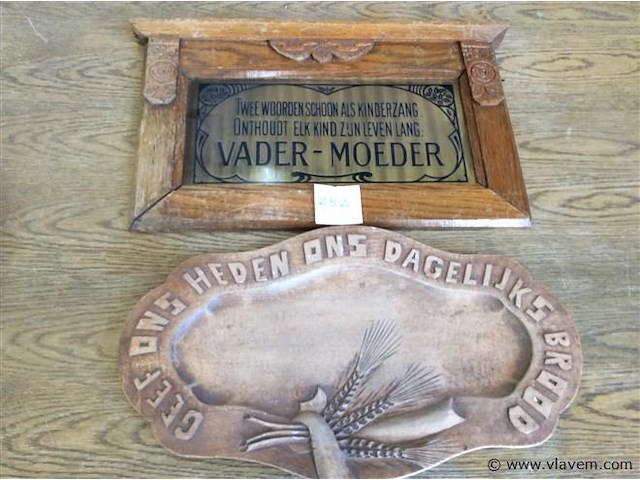 TWEE WOORDEN SCHOON ALS KINDERZANG
ONTHOUDT ELK KIND ZIJN LEVEN LANG:
VADER - MOEDER
252
GEEF ONS HEDEN ONS DAGELIJKS BROOD
© www.vlavem.com